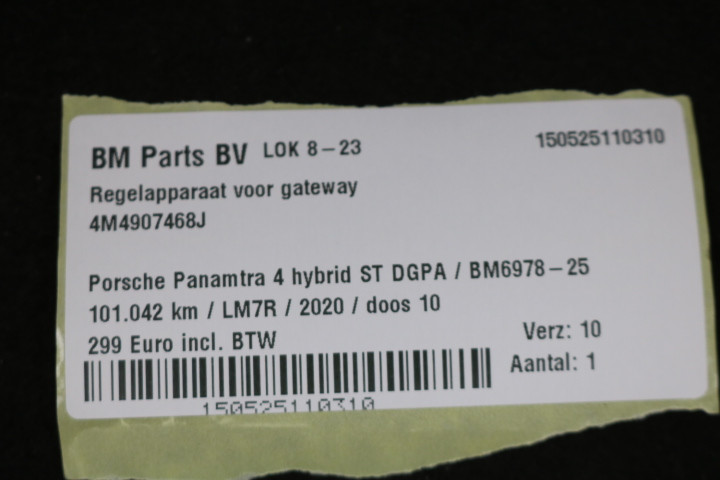 BM Parts BV LOK 8-23 150525110310
Regelapparaat voor gateway
4M4907468J
Porsche Panamtra 4 hybrid ST DGPA / BM6978-25
101.042 km / LM7R / 2020 / doos 10
299 Euro incl. BTW Verz: 10
Aantal: 1
150525110310